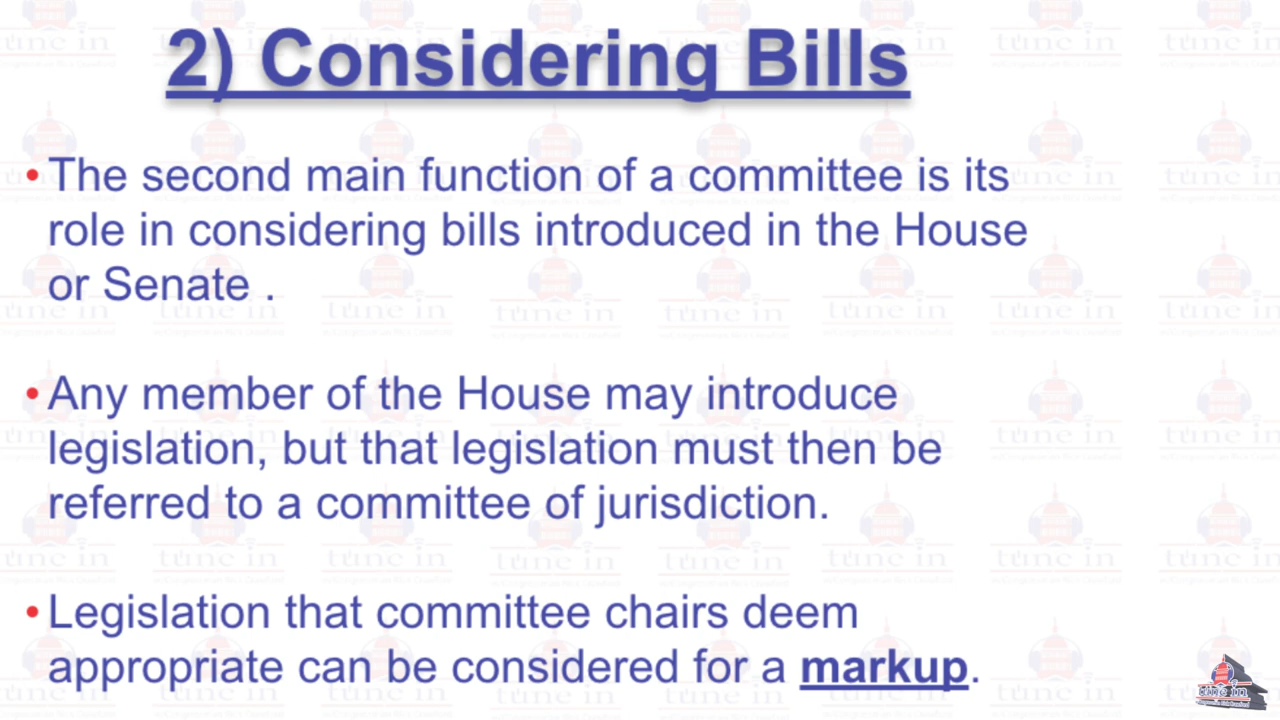 2) Considering Bills
• The second main function of a committee is its
role in considering bills introduced in the House
or Senate .
• Any member of the House may introduce
legislation, but that legislation must then be
referred to a committee of jurisdiction.
• Legislation that committee chairs deem
appropriate can be considered for a markup.
tune in